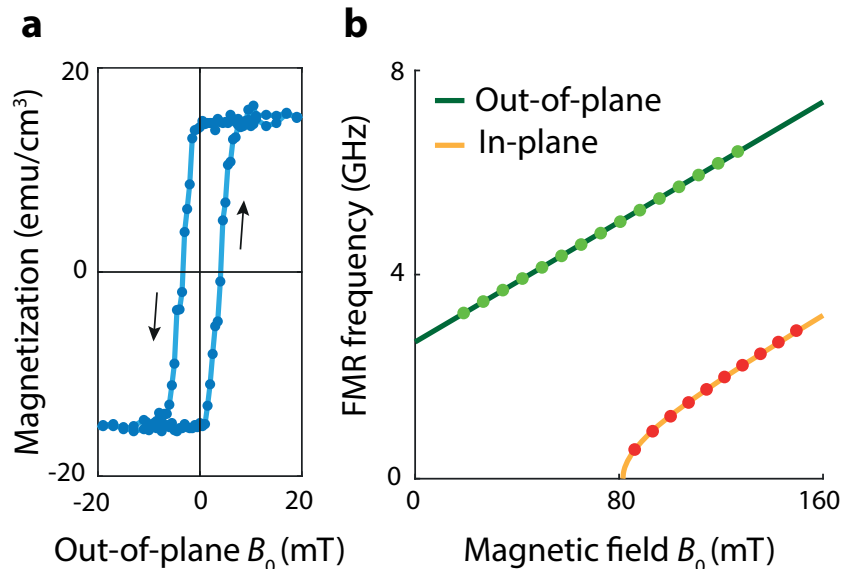 a
20
0
-20
-20
0
20
Magnetization (emu/cm³)
Out-of-plane B₀ (mT)
b
8
4
0
0
80
160
FMR frequency (GHz)
Out-of-plane
In-plane
Magnetic field B₀ (mT)